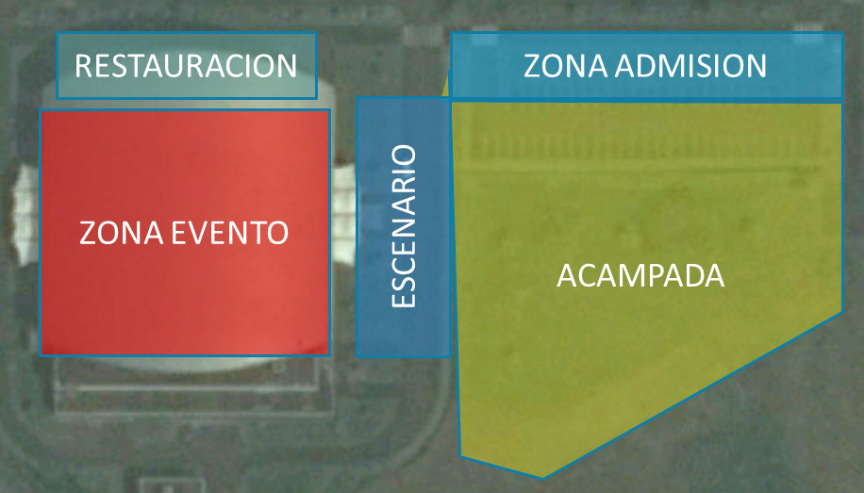 RESTAURACION
ZONA ADMISION
ZONA EVENTO
ESCENARIO
ACAMPADA